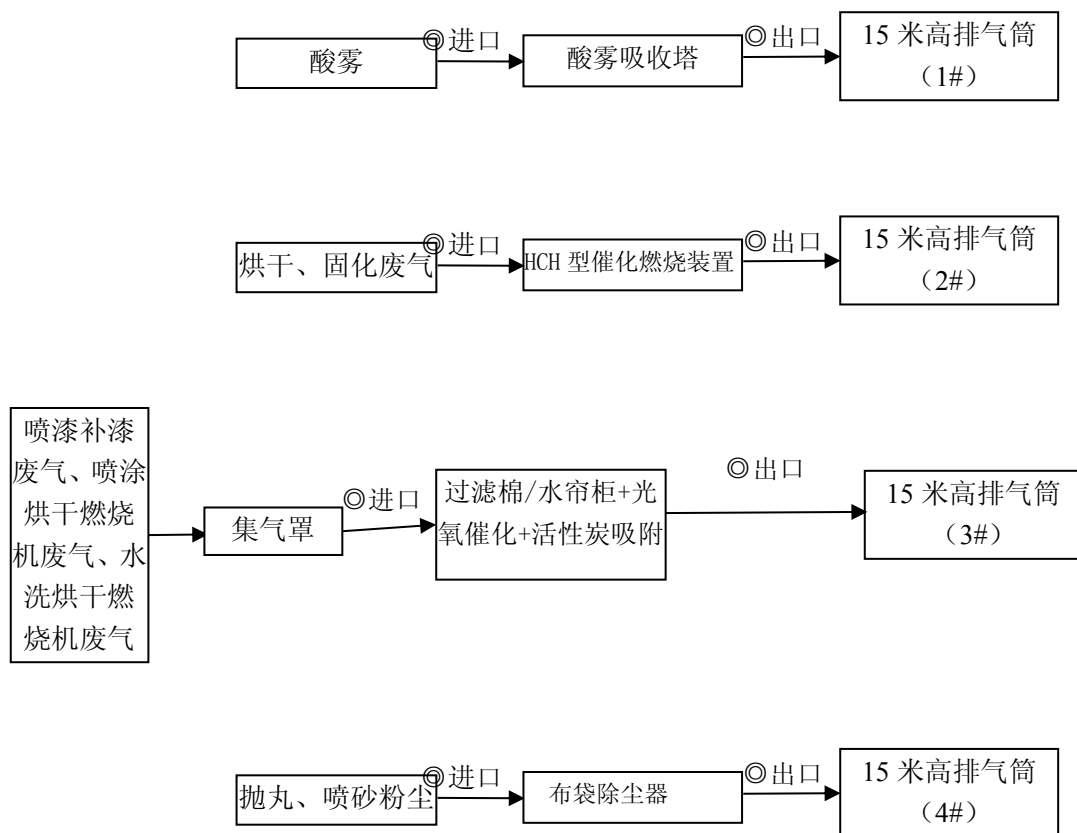 酸雾
◎进口
酸雾吸收塔
◎出口
15 米高排气筒
（1#）
烘干、固化废气
◎进口
HCH 型催化燃烧装置
◎出口
15 米高排气筒
（2#）
喷漆补漆
废气、喷涂
烘干燃烧
机废气、水
洗烘干燃
烧机废气
集气罩
◎进口
过滤棉/水帘柜+光
氧催化+活性炭吸附
◎出口
15 米高排气筒
（3#）
抛丸、喷砂粉尘
◎进口
布袋除尘器
◎出口
15 米高排气筒
（4#）